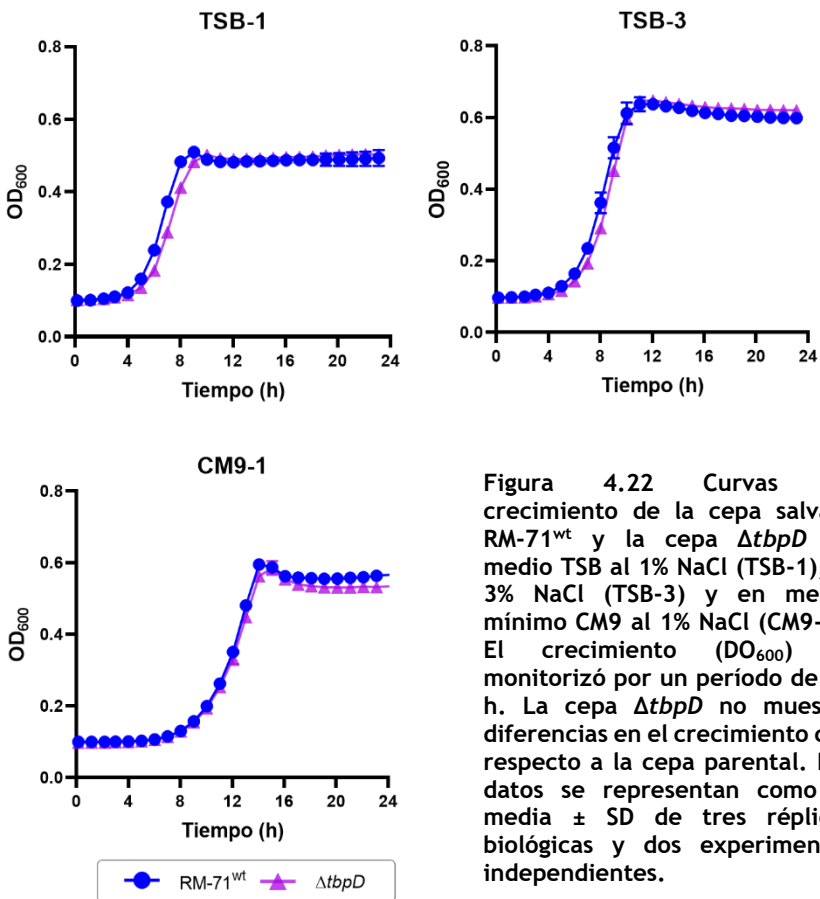 TSB-1
0.8
0.6
0.4
0.2
0.0
OD₆₀₀
0 4 8 12 16 20 24
Tiempo (h)
TSB-3
0.8
0.6
0.4
0.2
0.0
OD₆₀₀
0 4 8 12 16 20 24
Tiempo (h)
CM9-1
0.8
0.6
0.4
0.2
0.0
OD₆₀₀
0 4 8 12 16 20 24
Tiempo (h)
RM-71ʷᵗ ΔtbpD
Figura 4.22 Curvas
crecimiento de la cepa salva
RM-71ʷᵗ y la cepa ΔtbpD
medio TSB al 1% NaCl (TSB-1),
3% NaCl (TSB-3) y en me
mínimo CM9 al 1% NaCl (CM9-
El crecimiento (DO₆₀₀)
monitorizó por un período de
h. La cepa ΔtbpD no mues
diferencias en el crecimiento
respecto a la cepa parental.
datos se representan como
media ± SD de tres réplic
biológicas y dos experimen
independientes.